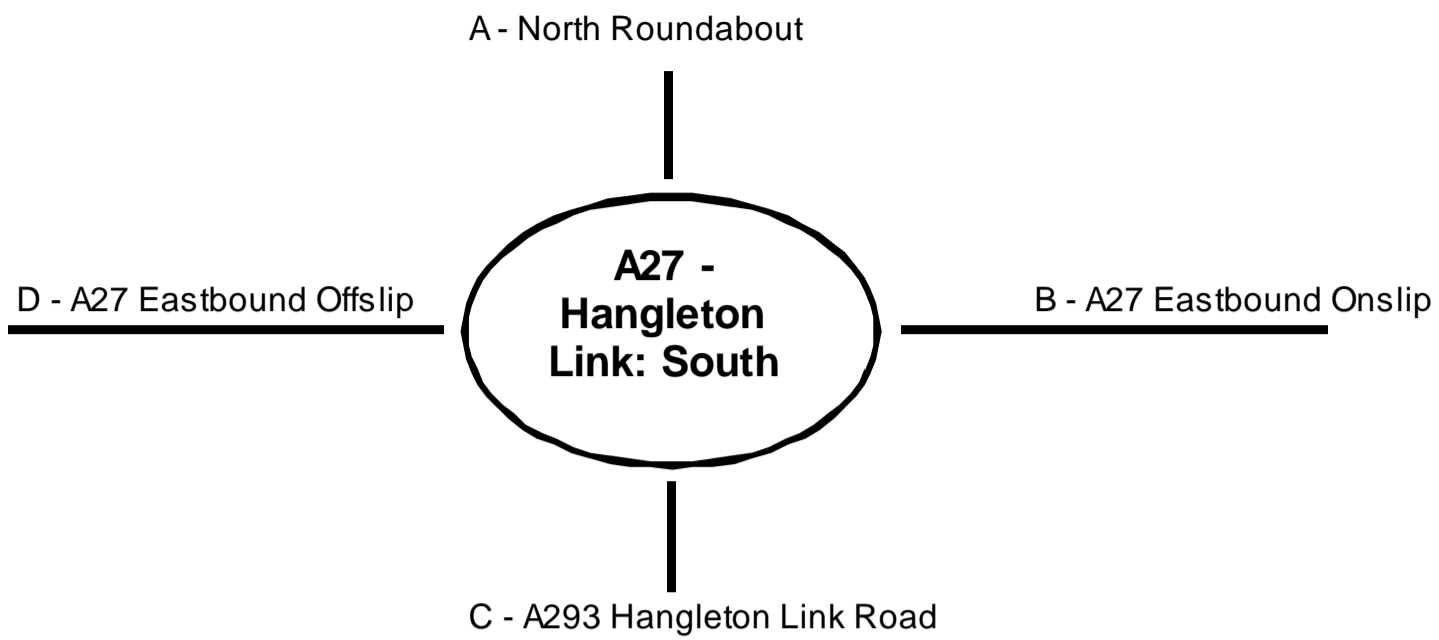 A - North Roundabout
A27 -
Hangleton
Link: South
D - A27 Eastbound Offslip
B - A27 Eastbound Onslip
C - A293 Hangleton Link Road